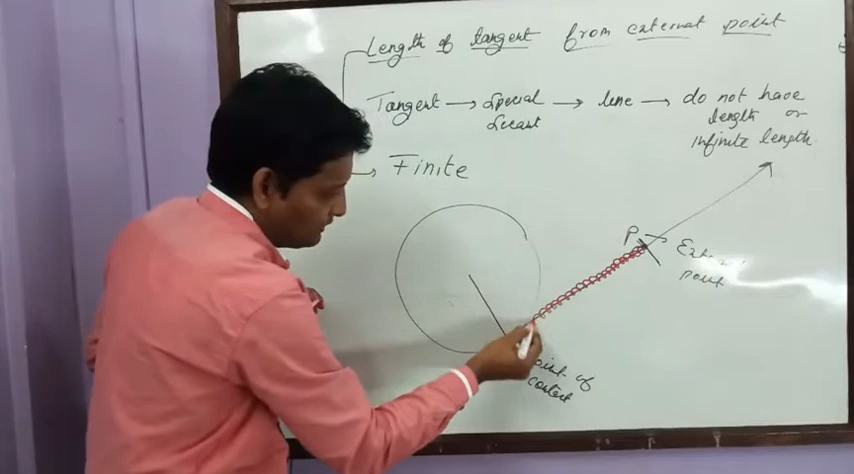 Length of tangent from external point
Tangent → Special → line → do not have
Secant length or
infinite length.
→ Finite
P → 
point
of
contact